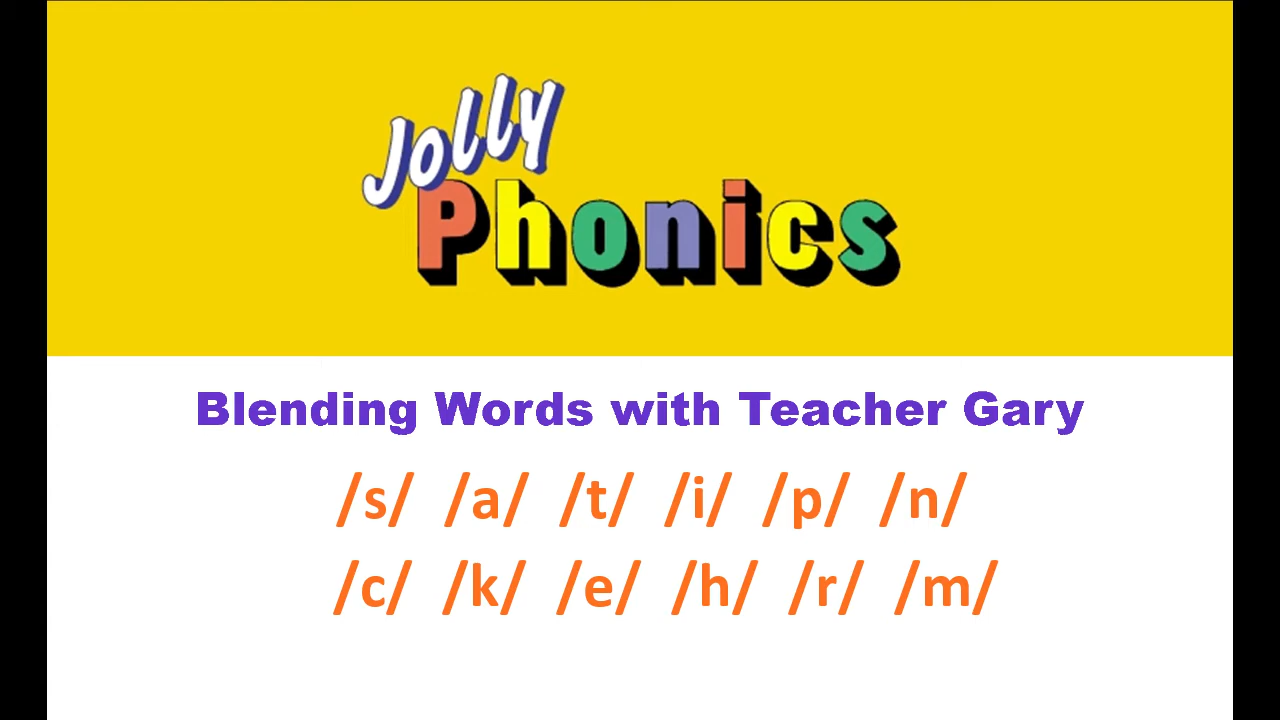 Jolly
Phonics
Blending Words with Teacher Gary
/s/ /a/ /t/ /i/ /p/ /n/
/c/ /k/ /e/ /h/ /r/ /m/